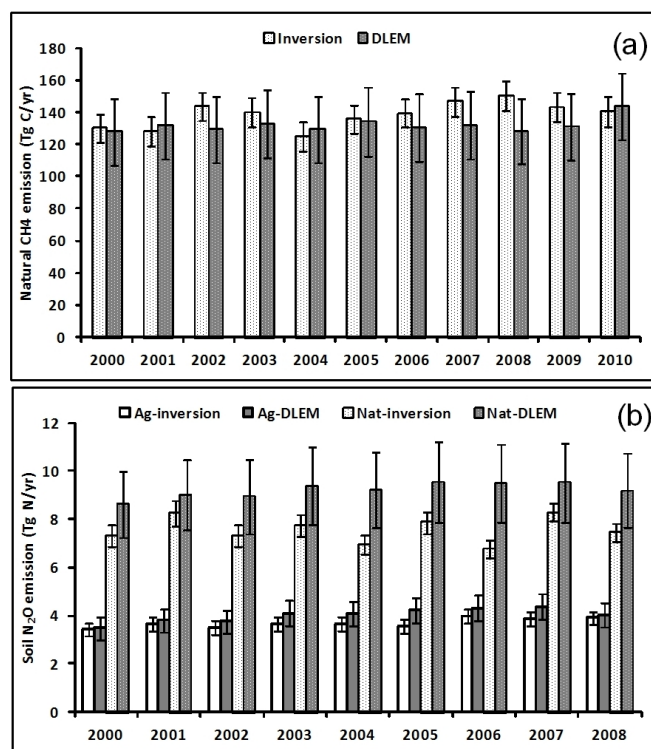 Inversion DLEM
(a)
Natural CH4 emission (Tg C/yr)
180
160
140
120
100
80
60
40
20
0
2000 2001 2002 2003 2004 2005 2006 2007 2008 2009 2010
Ag-inversion Ag-DLEM Nat-inversion Nat-DLEM
(b)
Soil N₂O emission (Tg N/yr)
12
10
8
6
4
2
0
2000 2001 2002 2003 2004 2005 2006 2007 2008